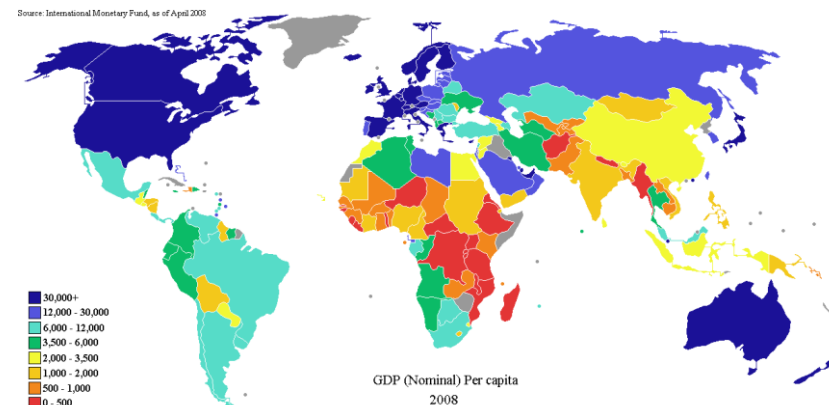 Source: International Monetary Fund, as of April 2008
30,000+
12,000 - 30,000
6,000 - 12,000
3,500 - 6,000
2,000 - 3,500
1,000 - 2,000
500 - 1,000
0 - 500
GDP (Nominal) Per capita
2008